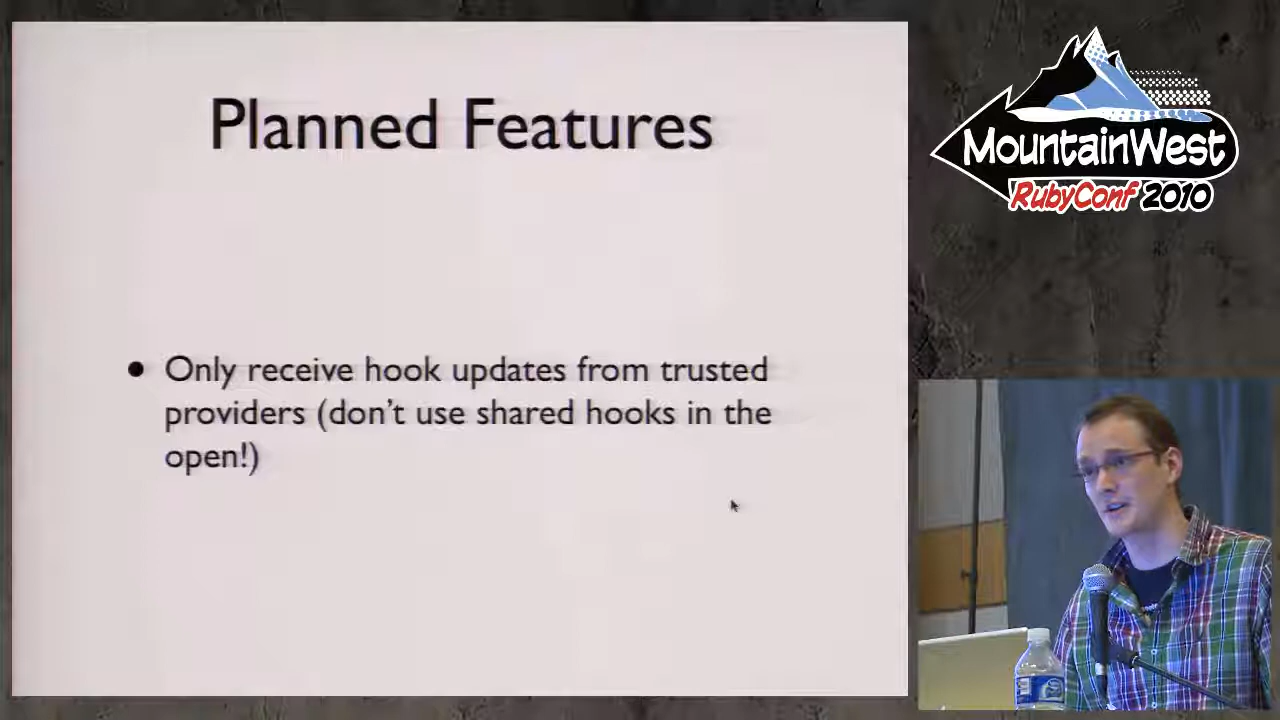 Planned Features
• Only receive hook updates from trusted
providers (don't use shared hooks in the
open!)
MountainWest
RubyConf 2010